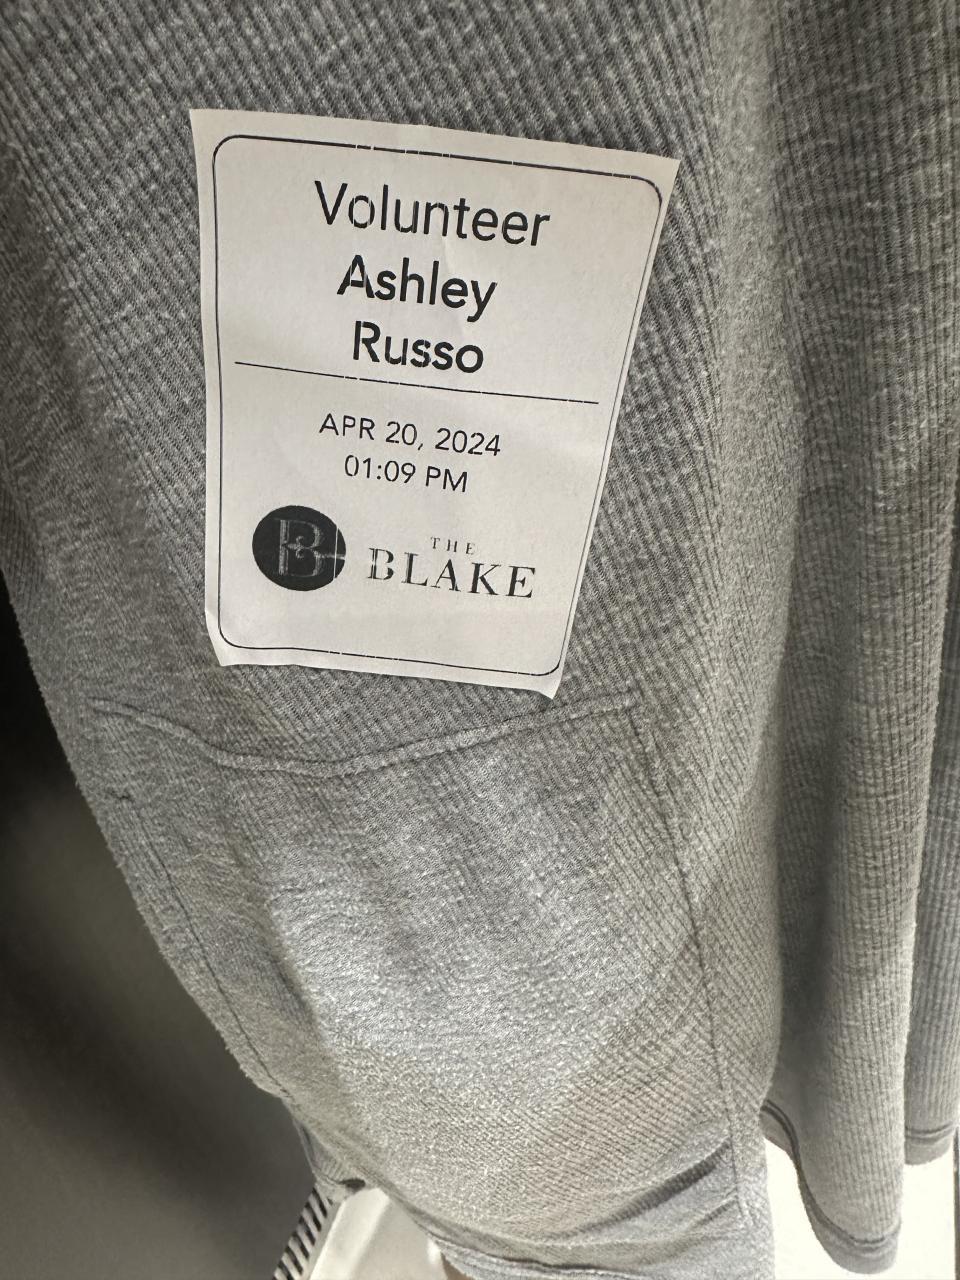 Volunteer
Ashley
Russo
APR 20, 2024
01:09 PM
B
THE
BLAKE